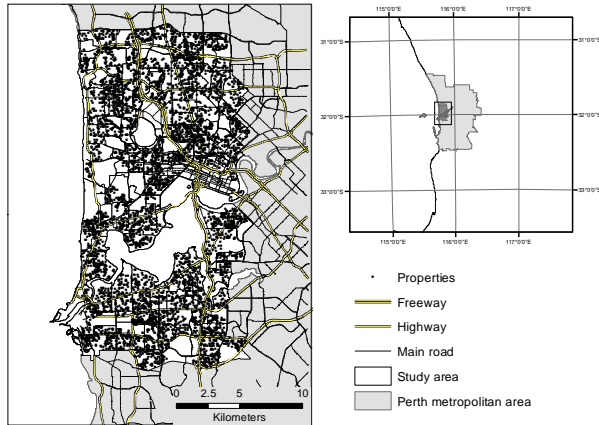 115°0'0"E 116°0'0"E 117°0'0"E
31°0'0"S 31°0'0"S
32°0'0"S 32°0'0"S
33°0'0"S 33°0'0"S
115°0'0"E 116°0'0"E 117°0'0"E
Properties
Freeway
Highway
Main road
Study area
Perth metropolitan area
0 2.5 5 10
Kilometers